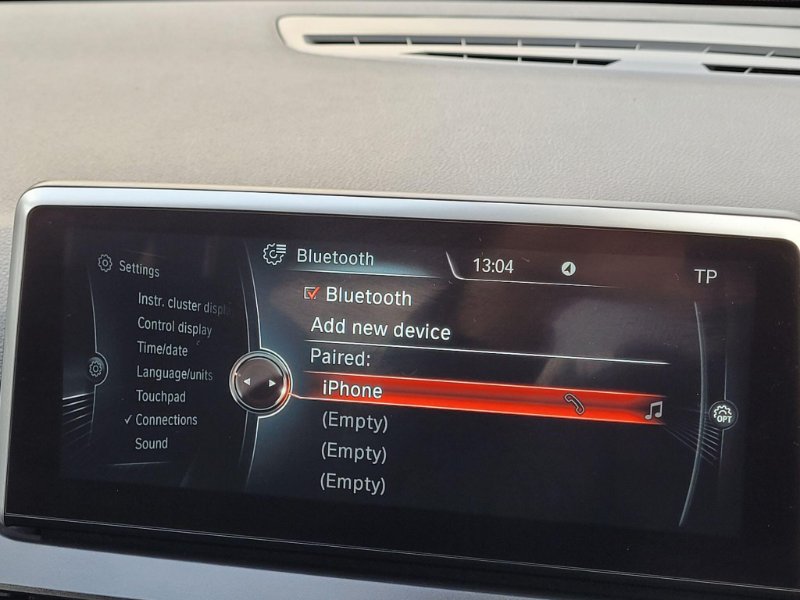 Settings
Instr. cluster
Control display
Time/date
Language/units
Touchpad
✓ Connections
Sound
Bluetooth
13:04
TP
Bluetooth
Add new device
Paired:
iPhone
(Empty)
(Empty)
(Empty)
OPT